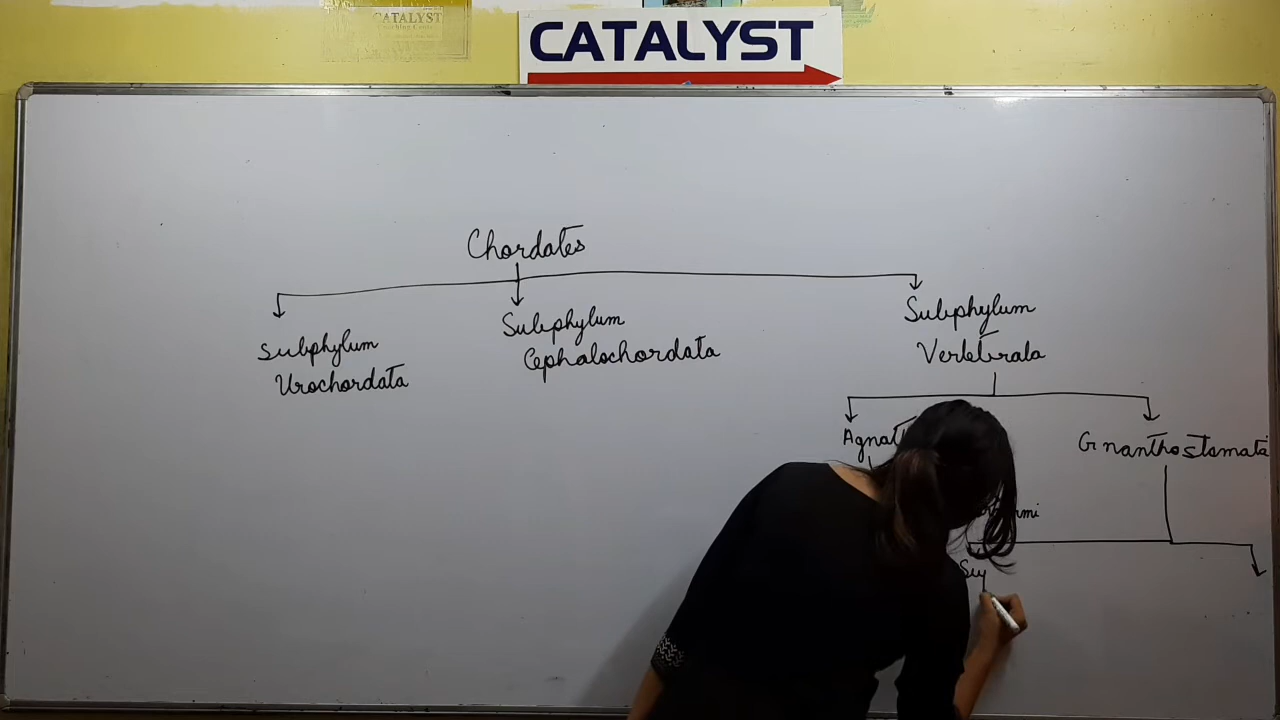 CATALYST
CATALYST
Chordates
Subphylum
Urochordata
Subphylum
Cephalochordata
Subphylum
Vertebrata
Gnanthostomata